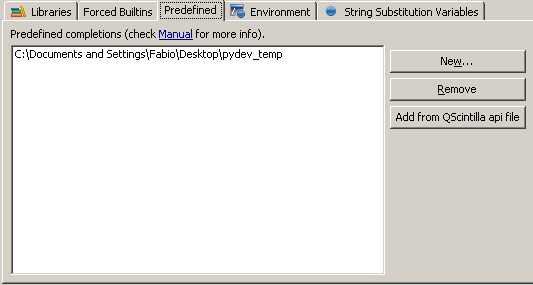 Libraries Forced Builtins Predefined Environment String Substitution Variables
Predefined completions (check Manual for more info).
C:\Documents and Settings\Fabio\Desktop\pydev_temp
New...
Remove
Add from QScintilla api file